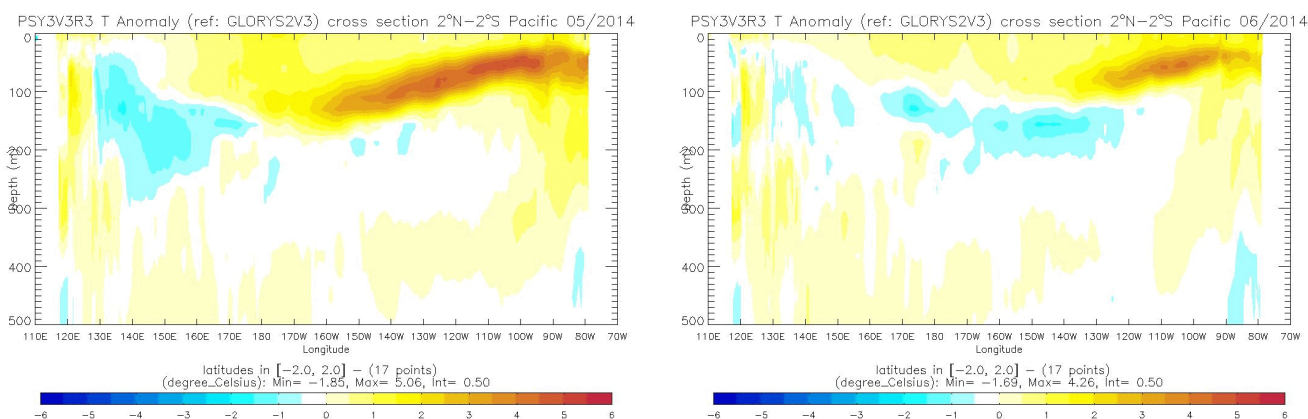 PSY3V3R3 T Anomaly (ref: GLORYS2V3) cross section 2°N-2°S Pacific 05/2014
0
100
200
300
400
500
depth (m)
110E 120E 130E 140E 150E 160E 170E 180 170W 160W 150W 140W 130W 120W 110W 100W 90W 80W 70W
Longitude
latitudes in [-2.0, 2.0] - (17 points)
(degree_Celsius): Min= -1.85, Max= 5.06, Int= 0.50
-6 -5 -4 -3 -2 -1 0 1 2 3 4 5 6
PSY3V3R3 T Anomaly (ref: GLORYS2V3) cross section 2°N-2°S Pacific 06/2014
0
100
200
300
400
500
depth (m)
110E 120E 130E 140E 150E 160E 170E 180 170W 160W 150W 140W 130W 120W 110W 100W 90W 80W 70W
Longitude
latitudes in [-2.0, 2.0] - (17 points)
(degree_Celsius): Min= -1.69, Max= 4.26, Int= 0.50
-6 -5 -4 -3 -2 -1 0 1 2 3 4 5 6